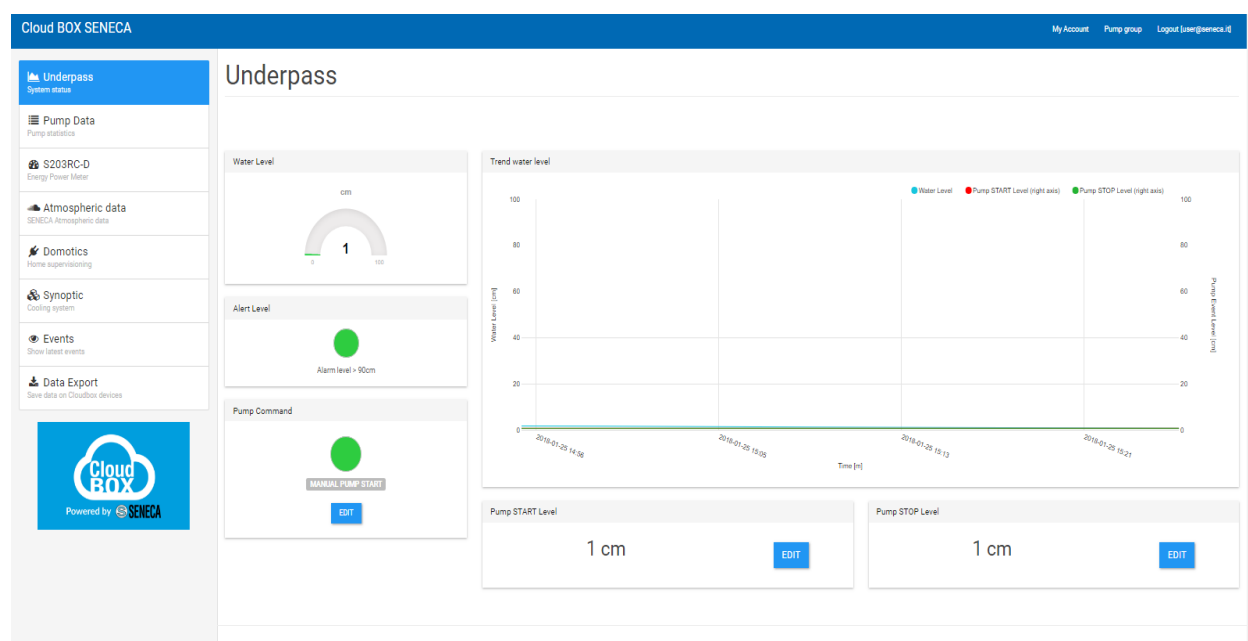 Cloud BOX SENECA
My Account Pump group Logout [user@seneca.it]
Underpass
System status
Pump Data
Pump statistics
S203RC-D
Energy Power Meter
Atmospheric data
SENECA Atmospheric data
Domotics
Home supervisioning
Synoptic
Cooling system
Events
Show latest events
Data Export
Save data on Cloudbox devices
Cloud
BOX
Powered by SENECA
Underpass
Water Level
cm
1
0 100
Alert Level
Alarm level > 90cm
Pump Command
MANUAL PUMP START
EDIT
Trend water level
Water Level Pump START Level (right axis) Pump STOP Level (right axis)
100 100
80 80
60 60
40 40
20 20
0 0
Water Level [cm]
Pump Event Level [cm]
2018-01-25 14:56 2018-01-25 15:05 2018-01-25 15:13 2018-01-25 15:21
Time [m]
Pump START Level
1 cm EDIT
Pump STOP Level
1 cm EDIT